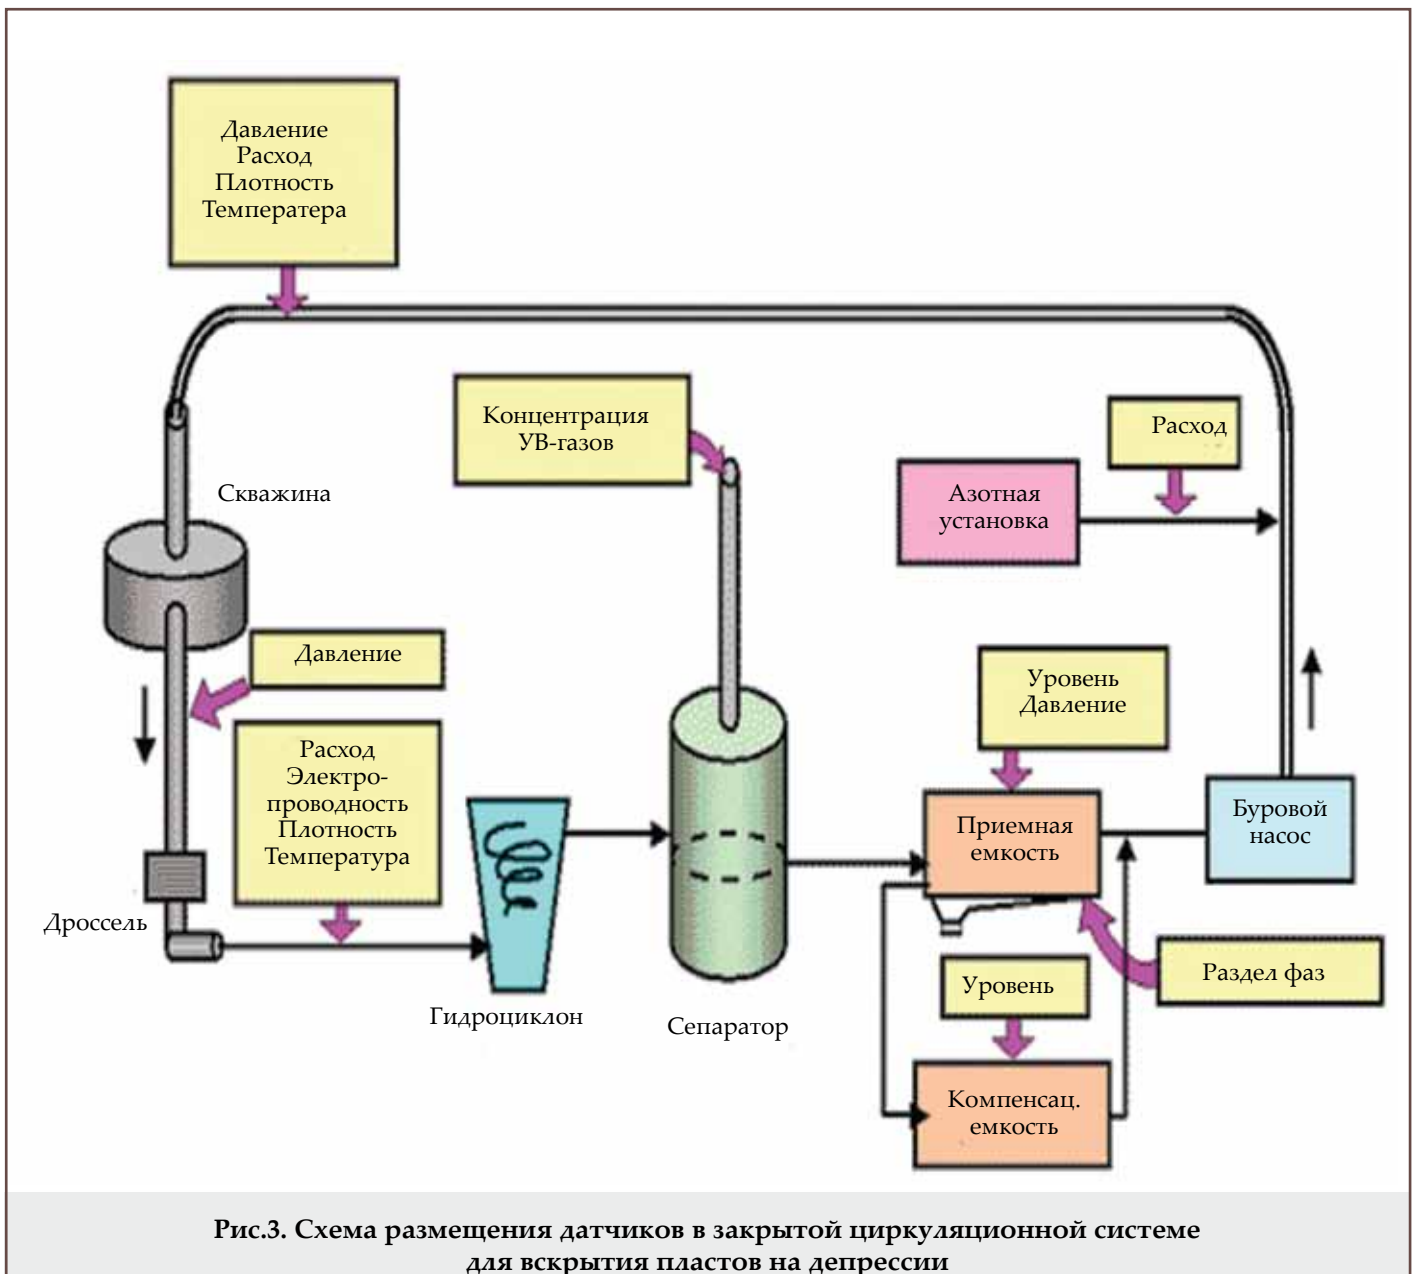 Давление
Расход
Плотность
Температера
Концентрация
УВ-газов
Расход
Азотная
установка
Скважина
Давление
Уровень
Давление
Расход
Электро-
проводность
Плотность
Температура
Приемная
емкость
Буровой
насос
Дроссель
Раздел фаз
Уровень
Гидроциклон
Сепаратор
Компенсац.
емкость
Рис.3. Схема размещения датчиков в закрытой циркуляционной системе
для вскрытия пластов на депрессии